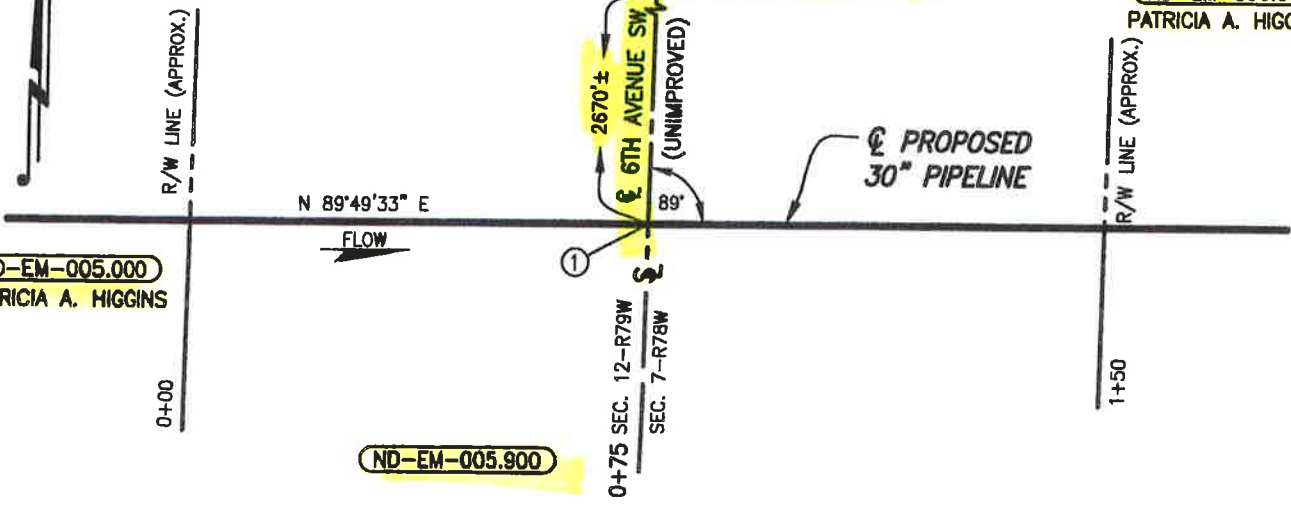 PATRICIA A. HIGG
R/W LINE (APPROX.)
2670'±
℄ 6TH AVENUE SW
(UNIMPROVED)
℄ PROPOSED
30" PIPELINE
R/W LINE (APPROX.)
N 89°49'33" E
89°
FLOW
1
D-EM-005.000
RICIA A. HIGGINS
0+00
0+75
SEC. 12-R79W
SEC. 7-R78W
1+50
ND-EM-005.900